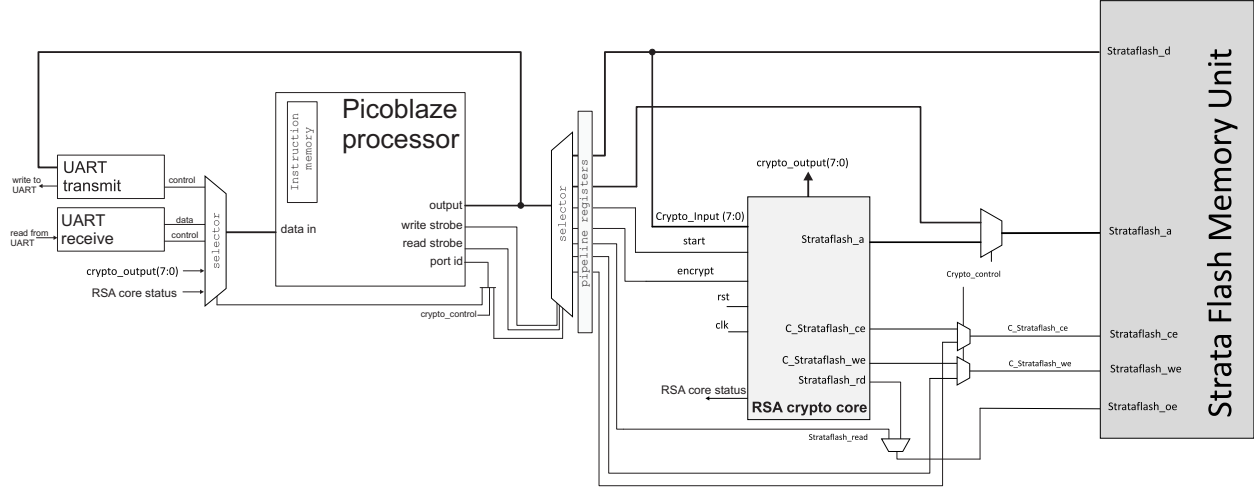 UART
transmit
write to
UART
control
UART
receive
read from
UART
data
control
selector
crypto_output(7:0)
RSA core status
Instruction
memory
Picoblaze
processor
data in
output
write strobe
read strobe
port id
crypto_control
selector
pipeline registers
crypto_output(7:0)
Crypto_Input (7:0)
start
encrypt
rst
clk
RSA core status
Strataflash_a
C_Strataflash_ce
C_Strataflash_we
Strataflash_rd
RSA crypto core
Strataflash_read
Crypto_control
C_Strataflash_ce
C_Strataflash_we
Strataflash_d
Strataflash_a
Strataflash_ce
Strataflash_we
Strataflash_oe
Strata Flash Memory Unit